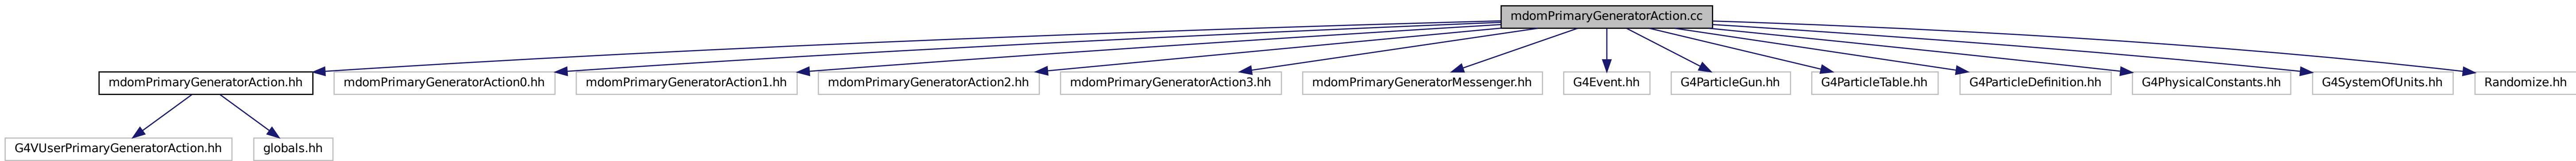 mdomPrimaryGeneratorAction.cc
mdomPrimaryGeneratorAction.hh
mdomPrimaryGeneratorAction0.hh
mdomPrimaryGeneratorAction1.hh
mdomPrimaryGeneratorAction2.hh
mdomPrimaryGeneratorAction3.hh
mdomPrimaryGeneratorMessenger.hh
G4Event.hh
G4ParticleGun.hh
G4ParticleTable.hh
G4ParticleDefinition.hh
G4PhysicalConstants.hh
G4SystemOfUnits.hh
Randomize.hh
G4VUserPrimaryGeneratorAction.hh
globals.hh